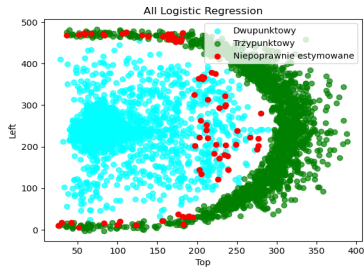 All Logistic Regression
Dwupunktowy
Trzypunktowy
Niepoprawnie estymowane
500
400
300
200
100
0
Left
50 100 150 200 250 300 350 400
Top